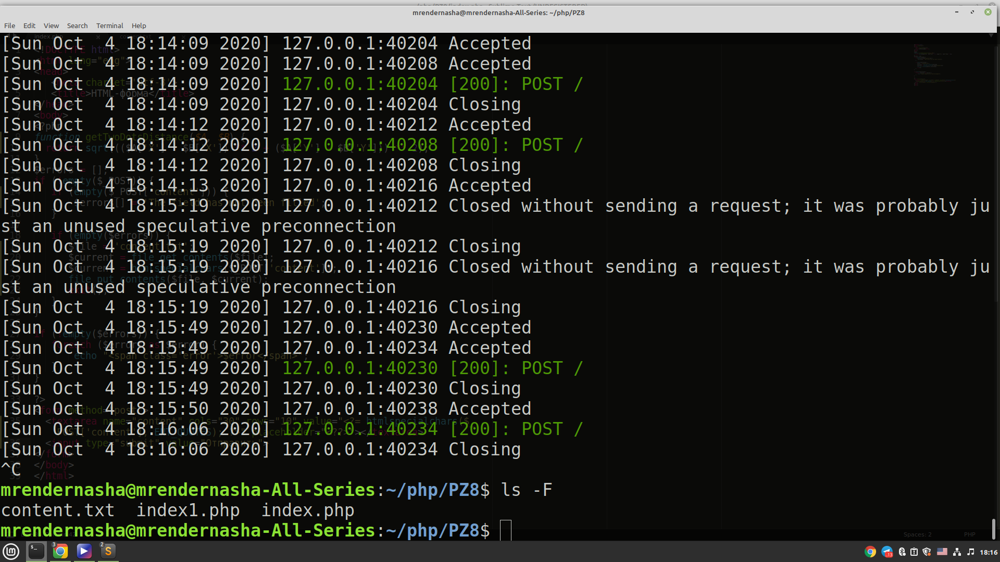 mrendernasha@mrendernasha-All-Series: ~/php/PZ8
File Edit View Search Terminal Help
[Sun Oct  4 18:14:09 2020] 127.0.0.1:40204 Accepted
[Sun Oct  4 18:14:09 2020] 127.0.0.1:40208 Accepted
[Sun Oct  4 18:14:09 2020] 127.0.0.1:40204 [200]: POST /
[Sun Oct  4 18:14:09 2020] 127.0.0.1:40204 Closing
[Sun Oct  4 18:14:12 2020] 127.0.0.1:40212 Accepted
[Sun Oct  4 18:14:12 2020] 127.0.0.1:40208 [200]: POST /
[Sun Oct  4 18:14:12 2020] 127.0.0.1:40208 Closing
[Sun Oct  4 18:14:13 2020] 127.0.0.1:40216 Accepted
[Sun Oct  4 18:15:19 2020] 127.0.0.1:40212 Closed without sending a request; it was probably ju
st an unused speculative preconnection
[Sun Oct  4 18:15:19 2020] 127.0.0.1:40212 Closing
[Sun Oct  4 18:15:19 2020] 127.0.0.1:40216 Closed without sending a request; it was probably ju
st an unused speculative preconnection
[Sun Oct  4 18:15:19 2020] 127.0.0.1:40216 Closing
[Sun Oct  4 18:15:49 2020] 127.0.0.1:40230 Accepted
[Sun Oct  4 18:15:49 2020] 127.0.0.1:40234 Accepted
[Sun Oct  4 18:15:49 2020] 127.0.0.1:40230 [200]: POST /
[Sun Oct  4 18:15:49 2020] 127.0.0.1:40230 Closing
[Sun Oct  4 18:15:50 2020] 127.0.0.1:40238 Accepted
[Sun Oct  4 18:16:06 2020] 127.0.0.1:40234 [200]: POST /
[Sun Oct  4 18:16:06 2020] 127.0.0.1:40234 Closing
^C
mrendernasha@mrendernasha-All-Series:~/php/PZ8$ ls -F
content.txt  index1.php  index.php
mrendernasha@mrendernasha-All-Series:~/php/PZ8$
Spaces: 2 PHP
3 2 18:16